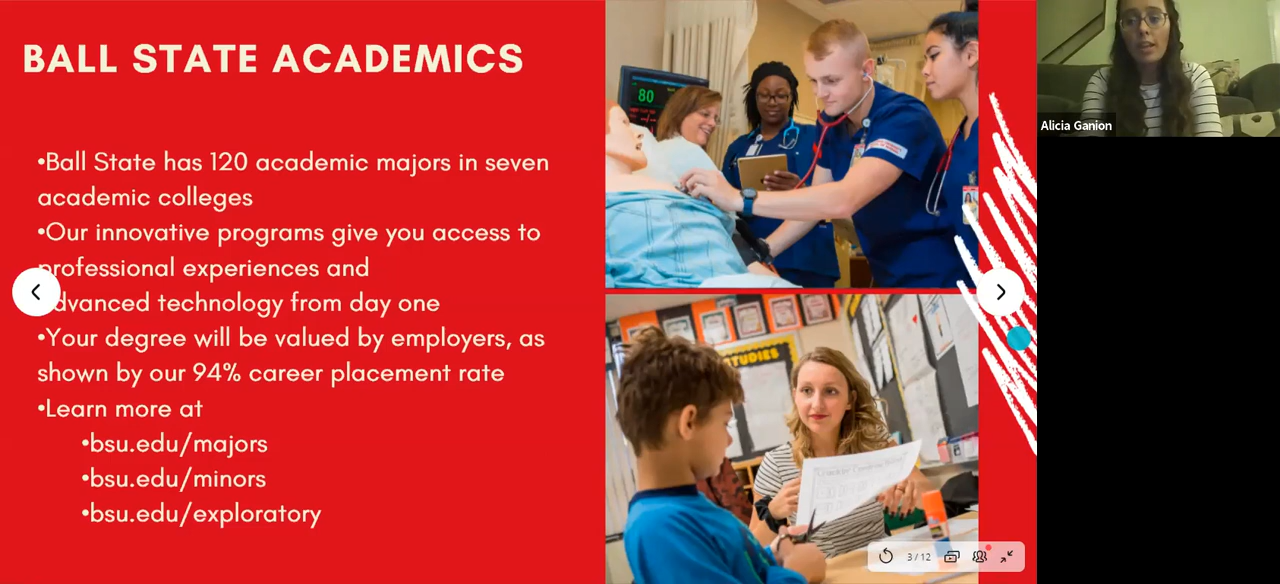 BALL STATE ACADEMICS
•Ball State has 120 academic majors in seven
academic colleges
•Our innovative programs give you access to
professional experiences and
dvanced technology from day one
•Your degree will be valued by employers, as
shown by our 94% career placement rate
•Learn more at
•bsu.edu/majors
•bsu.edu/minors
•bsu.edu/exploratory
80
UDIES
3 / 12
Alicia Ganion